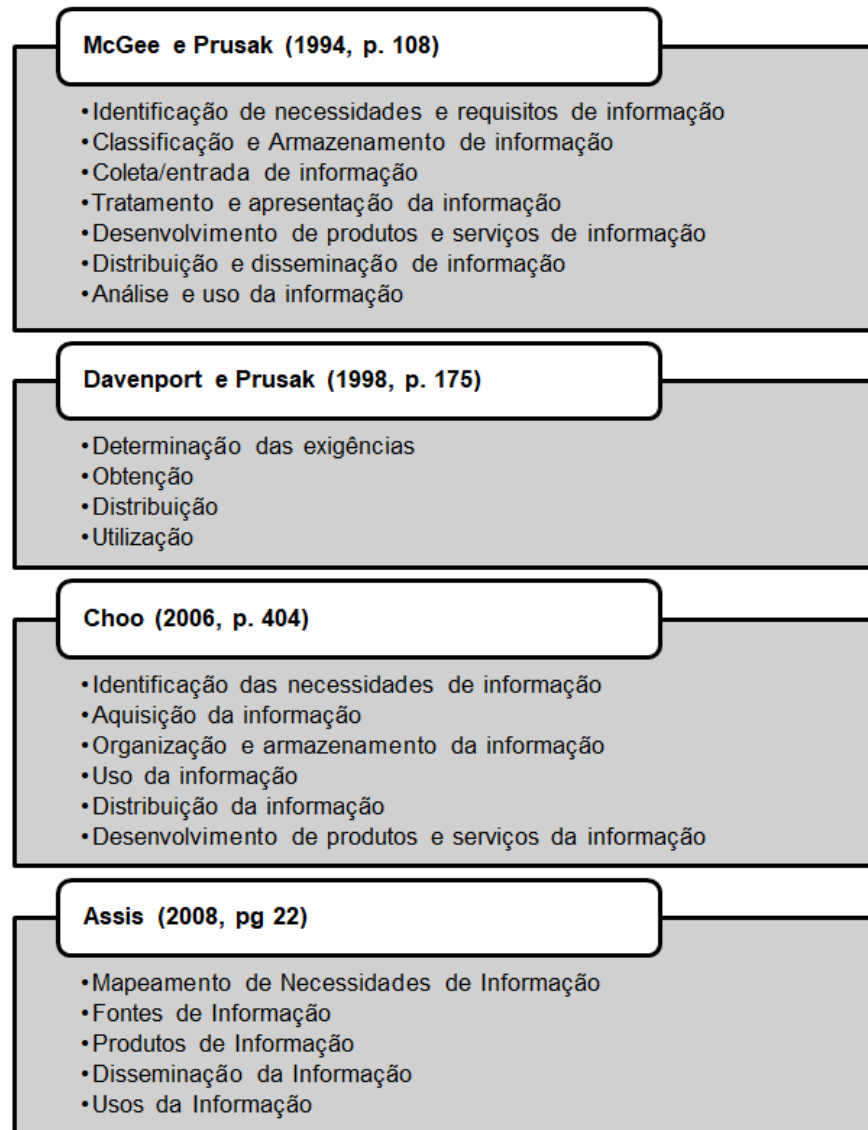 McGee e Prusak (1994, p. 108)
•Identificação de necessidades e requisitos de informação
•Classificação e Armazenamento de informação
•Coleta/entrada de informação
•Tratamento e apresentação da informação
•Desenvolvimento de produtos e serviços de informação
•Distribuição e disseminação de informação
•Análise e uso da informação
Davenport e Prusak (1998, p. 175)
•Determinação das exigências
•Obtenção
•Distribuição
•Utilização
Choo (2006, p. 404)
•Identificação das necessidades de informação
•Aquisição da informação
•Organização e armazenamento da informação
•Uso da informação
•Distribuição da informação
•Desenvolvimento de produtos e serviços da informação
Assis (2008, pg 22)
•Mapeamento de Necessidades de Informação
•Fontes de Informação
•Produtos de Informação
•Disseminação da Informação
•Usos da Informação